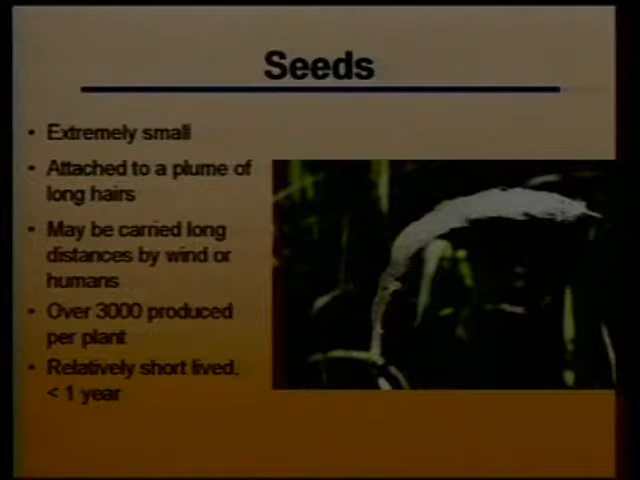 Seeds
• Extremely small
• Attached to a plume of
long hairs
• May be carried long
distances by wind or
humans
• Over 3000 produced
per plant
• Relatively short lived,
< 1 year